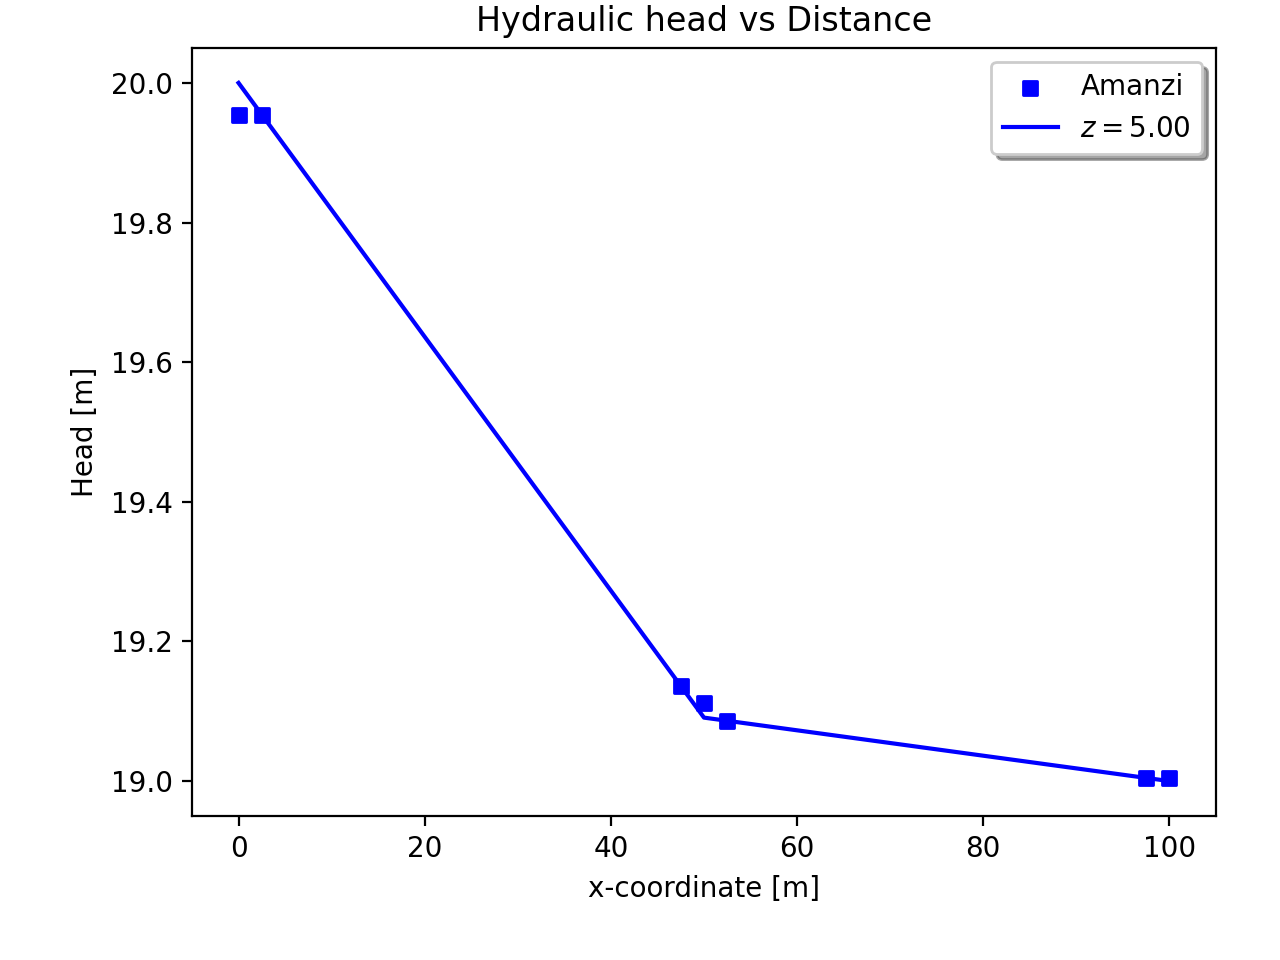 Hydraulic head vs Distance
Amanzi
z = 5.00
20.0
19.8
19.6
19.4
19.2
19.0
Head [m]
0 20 40 60 80 100
x-coordinate [m]